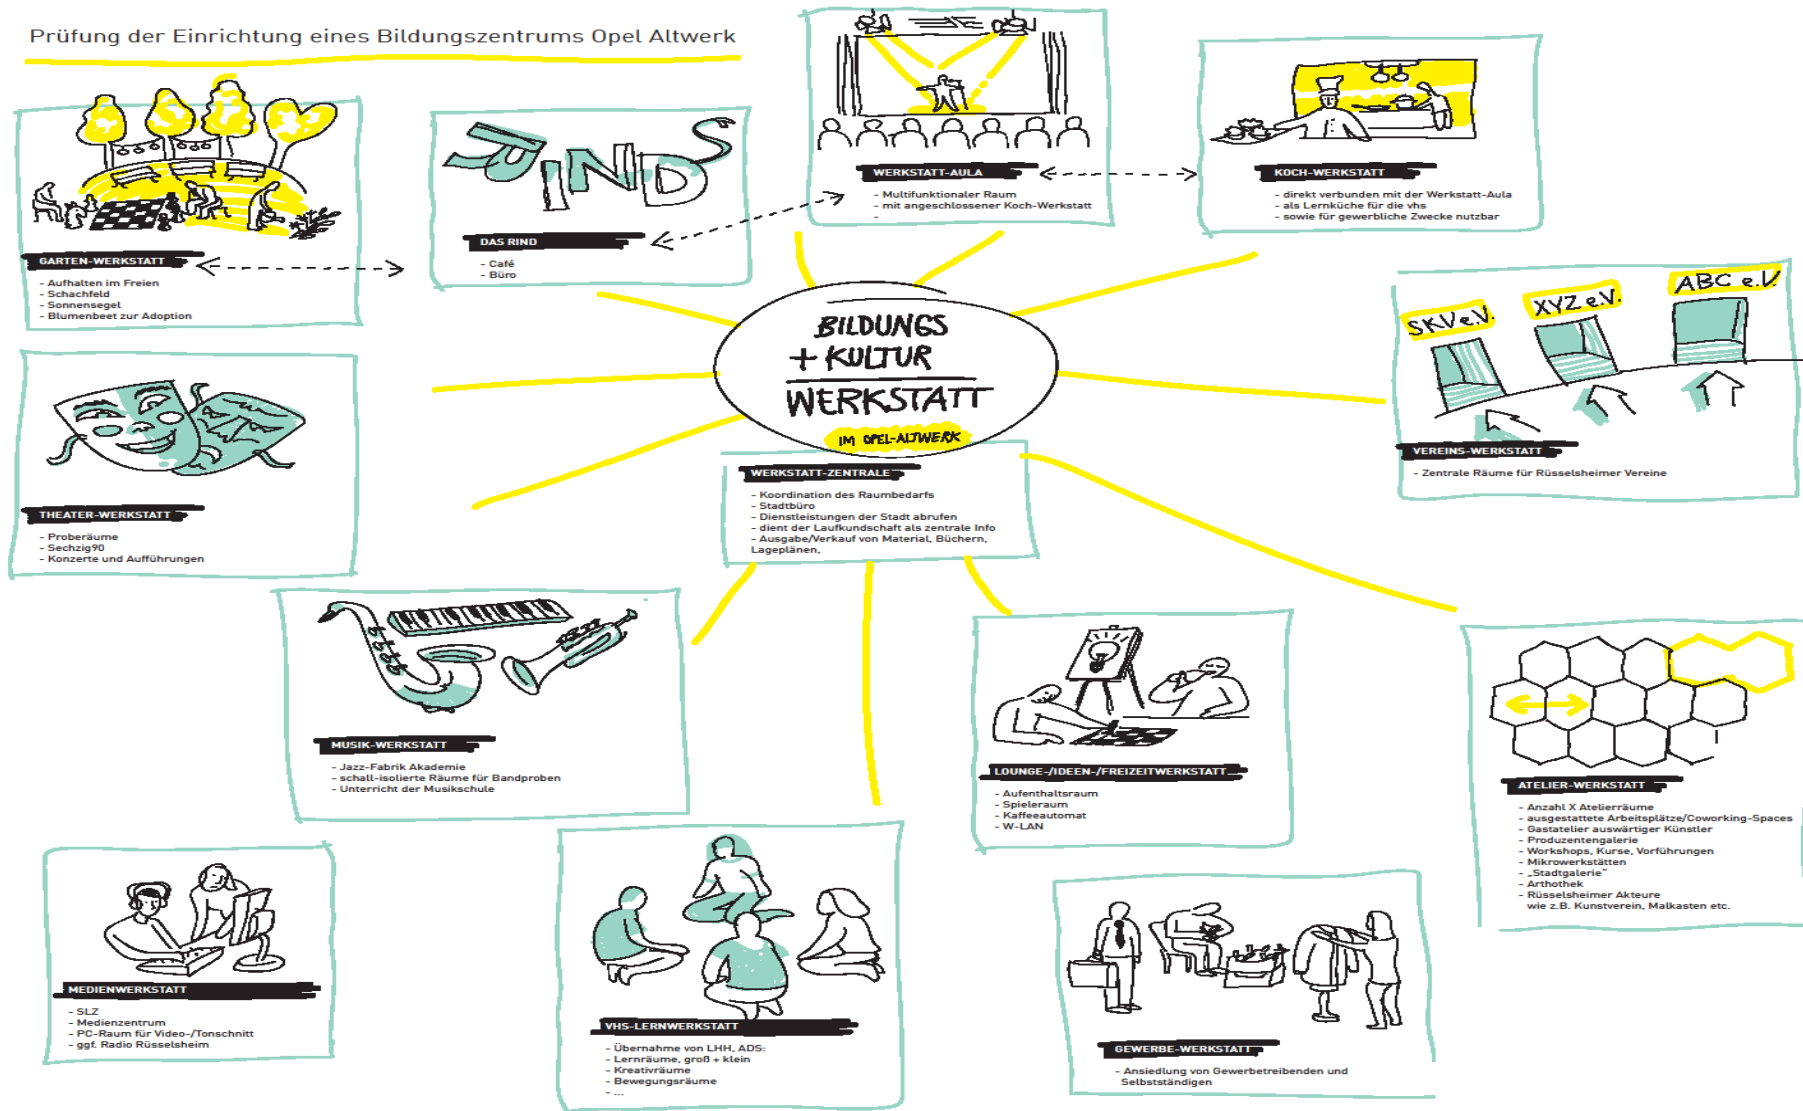 Prüfung der Einrichtung eines Bildungszentrums Opel Altwerk
GARTEN-WERKSTATT
- Aufhalten im Freien
- Schachfeld
- Sonnensegel
- Blumenbeet zur Adoption
RINDS
DAS RIND
- Café
- Büro
WERKSTATT-AULA
- Multifunktionaler Raum
- mit angeschlossener Koch-Werkstatt
-
KOCH-WERKSTATT
- direkt verbunden mit der Werkstatt-Aula
- als Lernküche für die vhs
- sowie für gewerbliche Zwecke nutzbar
BILDUNGS
+ KULTUR
WERKSTATT
IM OPEL-ALTWERK
WERKSTATT-ZENTRALE
- Koordination des Raumbedarfs
- Stadtbüro
- Dienstleistungen der Stadt abrufen
- dient der Laufkundschaft als zentrale Info
- Ausgabe/Verkauf von Material, Büchern,
Lageplänen,
SKV e.V.
XYZ e.V.
ABC e.V.
VEREINS-WERKSTATT
- Zentrale Räume für Rüsselsheimer Vereine
THEATER-WERKSTATT
- Proberäume
- Sechzig90
- Konzerte und Aufführungen
MUSIK-WERKSTATT
- Jazz-Fabrik Akademie
- schall-isolierte Räume für Bandproben
- Unterricht der Musikschule
LOUNGE-/IDEEN-/FREIZEITWERKSTATT
- Aufenthaltsraum
- Spieleraum
- Kaffeeautomat
- W-LAN
ATELIER-WERKSTATT
- Anzahl X Atelierräume
- ausgestattete Arbeitsplätze/Coworking-Spaces
- Gastatelier auswärtiger Künstler
- Produzentengalerie
- Workshops, Kurse, Vorführungen
- Mikrowerkstätten
- „Stadtgalerie“
- Arthothek
- Rüsselsheimer Akteure
wie z.B. Kunstverein, Malkasten etc.
MEDIENWERKSTATT
- SLZ
- Medienzentrum
- PC-Raum für Video-/Tonschnitt
- ggf. Radio Rüsselsheim
VHS-LERNWERKSTATT
- Übernahme von LHH, ADS:
- Lernräume, groß + klein
- Kreativräume
- Bewegungsräume
- ...
GEWERBE-WERKSTATT
- Ansiedlung von Gewerbetreibenden und
Selbstständigen